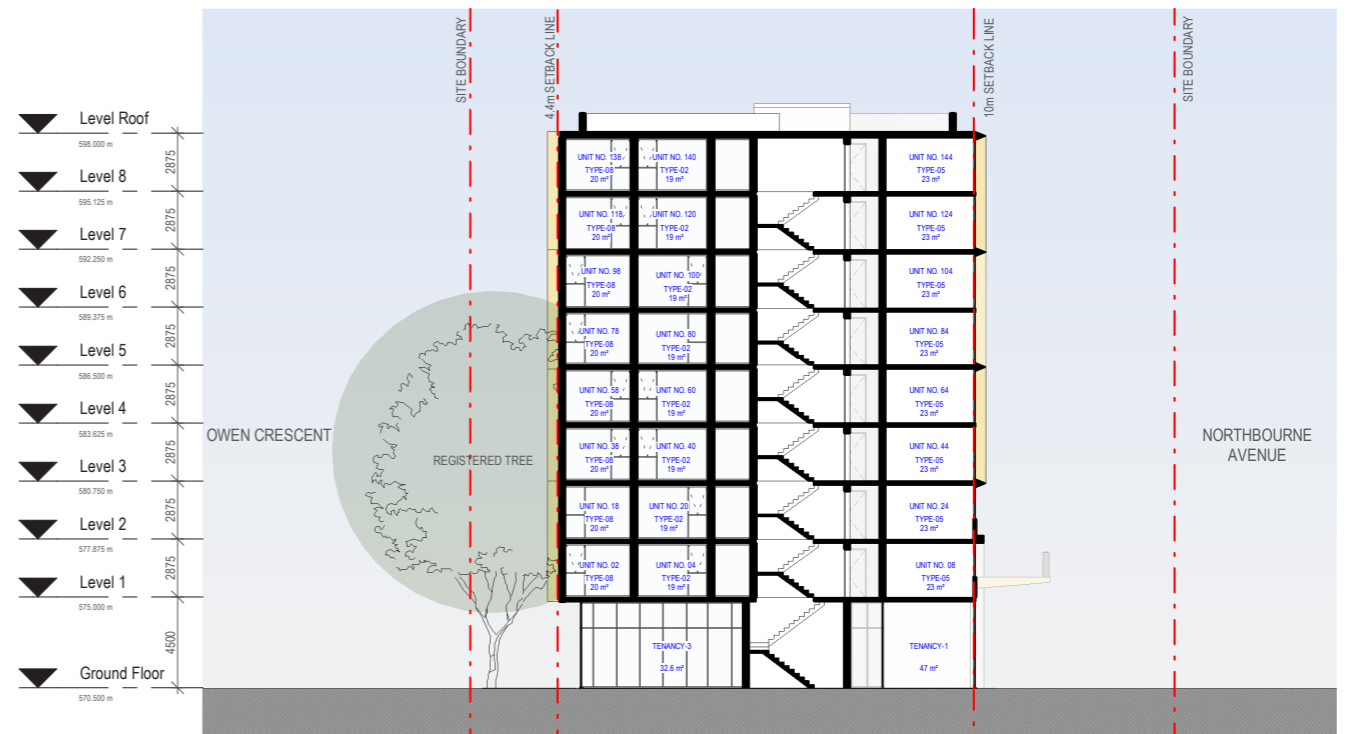 SITE BOUNDARY
4.4m SETBACK LINE
10m SETBACK LINE
SITE BOUNDARY
Level Roof
598.000 m
2875
Level 8
595.125 m
2875
Level 7
592.250 m
2875
Level 6
589.375 m
2875
Level 5
586.500 m
2875
Level 4
583.625 m
2875
Level 3
580.750 m
2875
Level 2
577.875 m
2875
Level 1
575.000 m
4500
Ground Floor
570.500 m
OWEN CRESCENT
REGISTERED TREE
NORTHBOURNE
AVENUE
UNIT NO. 138
TYPE-08
20 m²
UNIT NO. 140
TYPE-02
19 m²
UNIT NO. 144
TYPE-05
23 m²
UNIT NO. 118
TYPE-08
20 m²
UNIT NO. 120
TYPE-02
19 m²
UNIT NO. 124
TYPE-05
23 m²
UNIT NO. 98
TYPE-08
20 m²
UNIT NO. 100
TYPE-02
19 m²
UNIT NO. 104
TYPE-05
23 m²
UNIT NO. 78
TYPE-08
20 m²
UNIT NO. 80
TYPE-02
19 m²
UNIT NO. 84
TYPE-05
23 m²
UNIT NO. 58
TYPE-08
20 m²
UNIT NO. 60
TYPE-02
19 m²
UNIT NO. 64
TYPE-05
23 m²
UNIT NO. 38
TYPE-08
20 m²
UNIT NO. 40
TYPE-02
19 m²
UNIT NO. 44
TYPE-05
23 m²
UNIT NO. 18
TYPE-08
20 m²
UNIT NO. 20
TYPE-02
19 m²
UNIT NO. 24
TYPE-05
23 m²
UNIT NO. 02
TYPE-08
20 m²
UNIT NO. 04
TYPE-02
19 m²
UNIT NO. 08
TYPE-05
23 m²
TENANCY-3
32.6 m²
TENANCY-1
47 m²